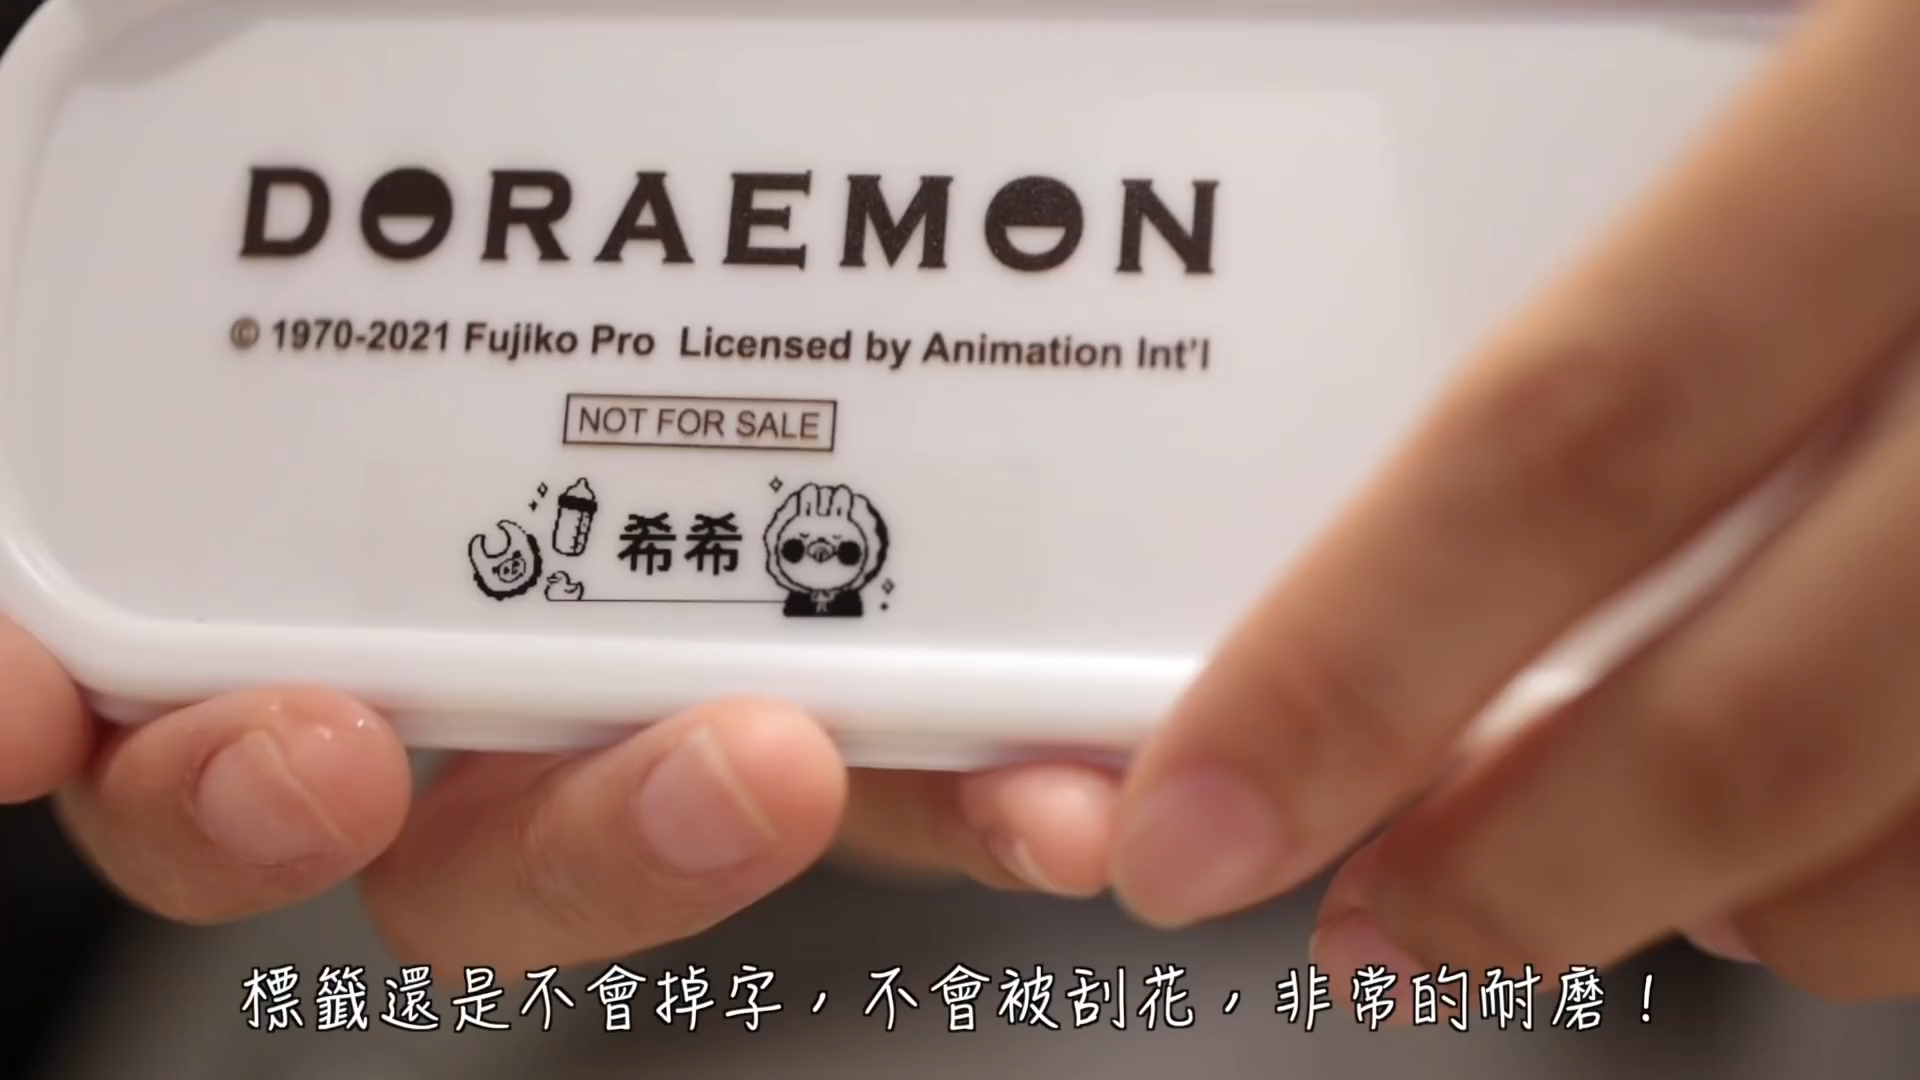 DORAEMON
© 1970-2021 Fujiko Pro Licensed by Animation Int'l
NOT FOR SALE
希希
標籤還是不會掉字，不會被刮花，非常的耐磨！